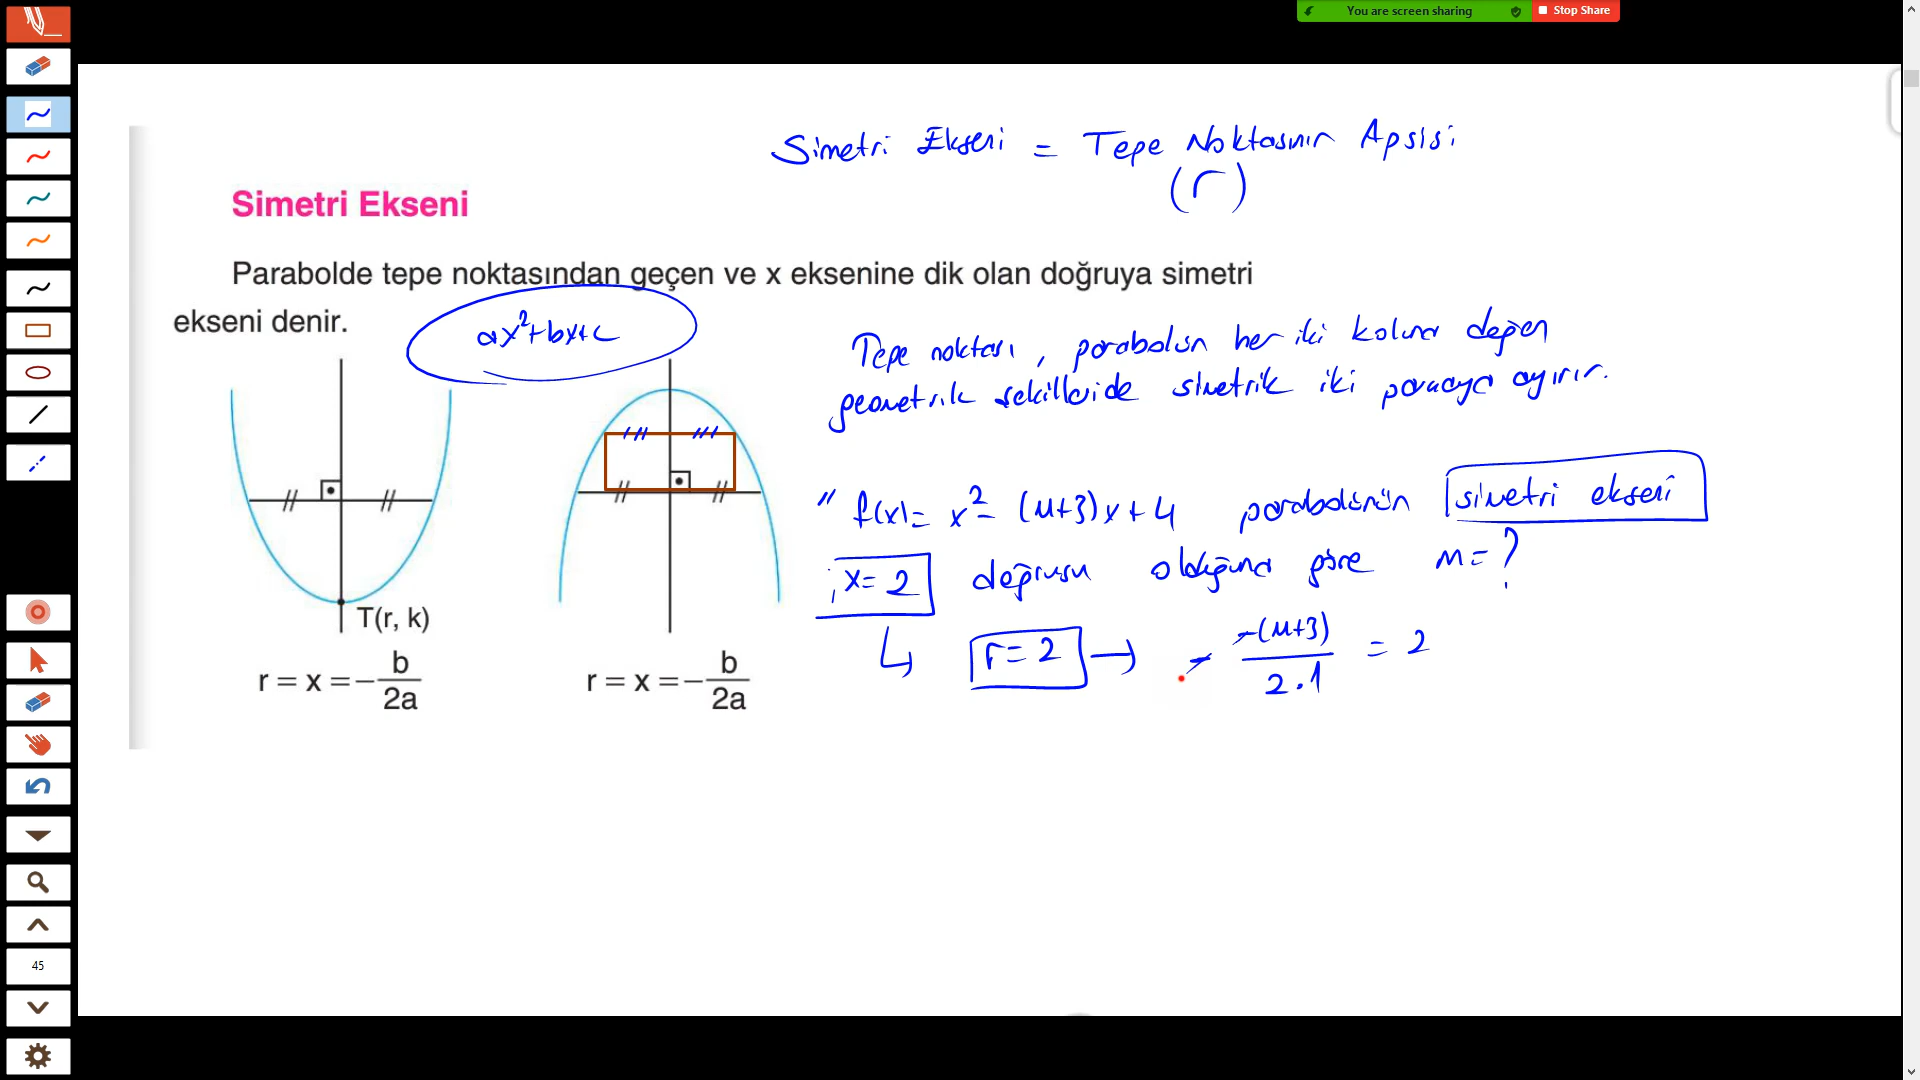 You are screen sharing
Stop Share
Simetri Ekseni = Tepe Noktasının Apsisi
(r)
Simetri Ekseni
Parabolde tepe noktasından geçen ve x eksenine dik olan doğruya simetri
ekseni denir.
ax²+bx+c
Tepe noktası, parabolün her iki koluna değen
geometrik şekilleride simetrik iki parçaya ayırır.
" f(x)= x²-(m+3)x+4 parabolünün simetri ekseni
x=2 doğrusu olduğuna göre m=?
r=2 → - -(m+3)/2.1 = 2
T(r, k)
r = x = - b/2a
r = x = - b/2a
45